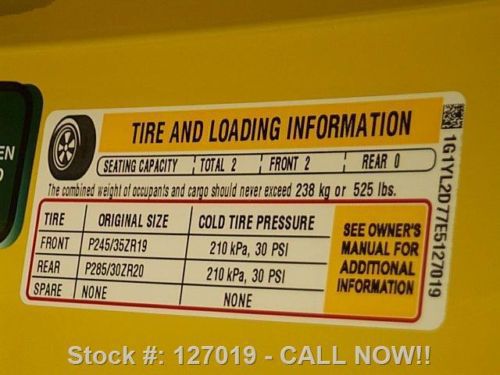 TIRE AND LOADING INFORMATION
SEATING CAPACITY TOTAL 2 FRONT 2 REAR 0
The combined weight of occupants and cargo should never exceed 238 kg or 525 lbs.
TIRE ORIGINAL SIZE COLD TIRE PRESSURE
FRONT P245/35ZR19 210 kPa, 30 PSI
REAR P285/30ZR20 210 kPa, 30 PSI
SPARE NONE NONE
SEE OWNER'S
MANUAL FOR
ADDITIONAL
INFORMATION
1G1YL2D77E5127019
Stock #: 127019 - CALL NOW!!